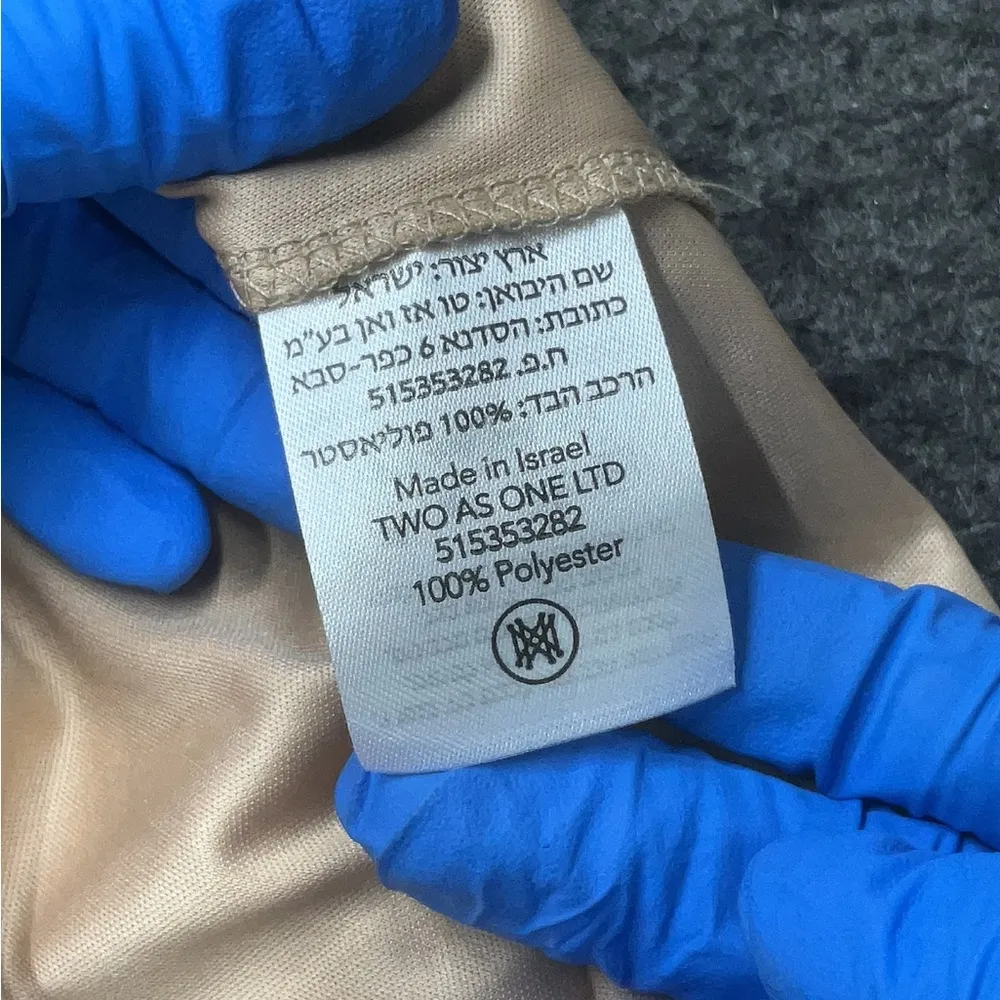 ארץ יצור: ישראל
שם היבואן: טו אז ואן בע"מ
כתובת: הסדנא 6 כפר-סבא
ח.פ. 515353282
הרכב הבד: 100% פוליאסטר
Made in Israel
TWO AS ONE LTD
515353282
100% Polyester